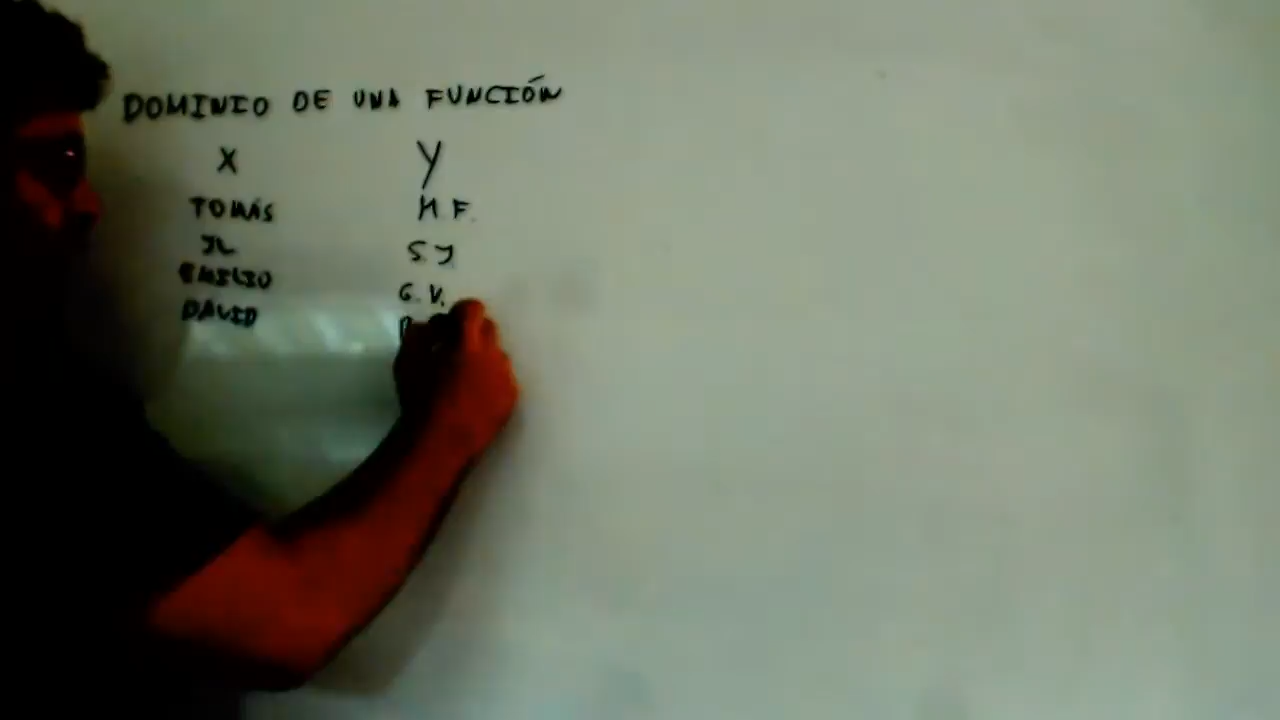 DOMINIO DE UNA FUNCIÓN
X Y
TOMÁS M F.
JL S. J
EMILIO G. V.
DAVID